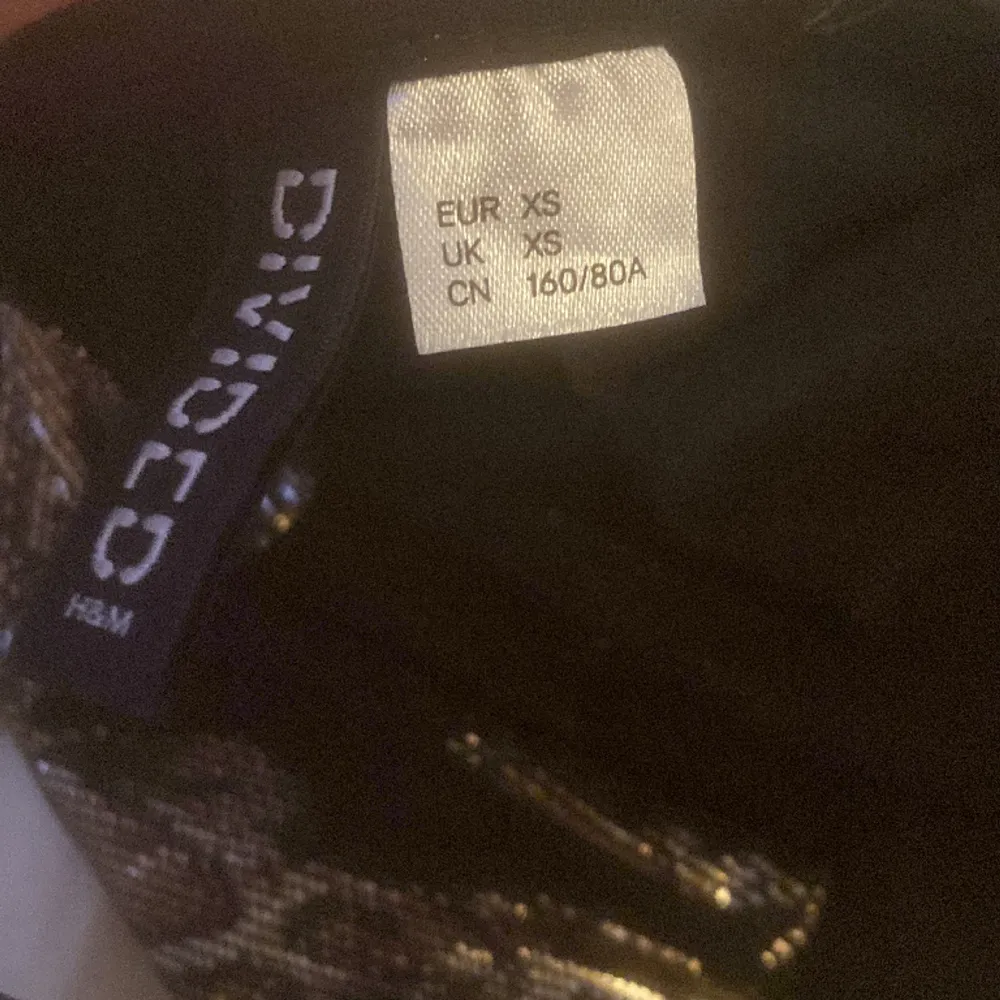 DIVIDED
H&M
EUR XS
UK XS
CN 160/80A